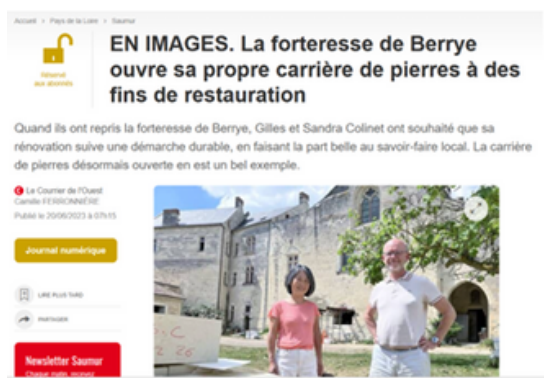 Accueil > Pays de la Loire > Saumur
Réservé
aux abonnés
EN IMAGES. La forteresse de Berrye
ouvre sa propre carrière de pierres à des
fins de restauration
Quand ils ont repris la forteresse de Berrye, Gilles et Sandra Colinet ont souhaité que sa
rénovation suive une démarche durable, en faisant la part belle au savoir-faire local. La carrière
de pierres désormais ouverte en est un bel exemple.
Le Courrier de l'Ouest
Camille FERRONNIÈRE
Publié le 20/06/2023 à 07h15
Journal numérique
LIRE PLUS TARD
PARTAGER
Newsletter Saumur
Chaque matin, recevez